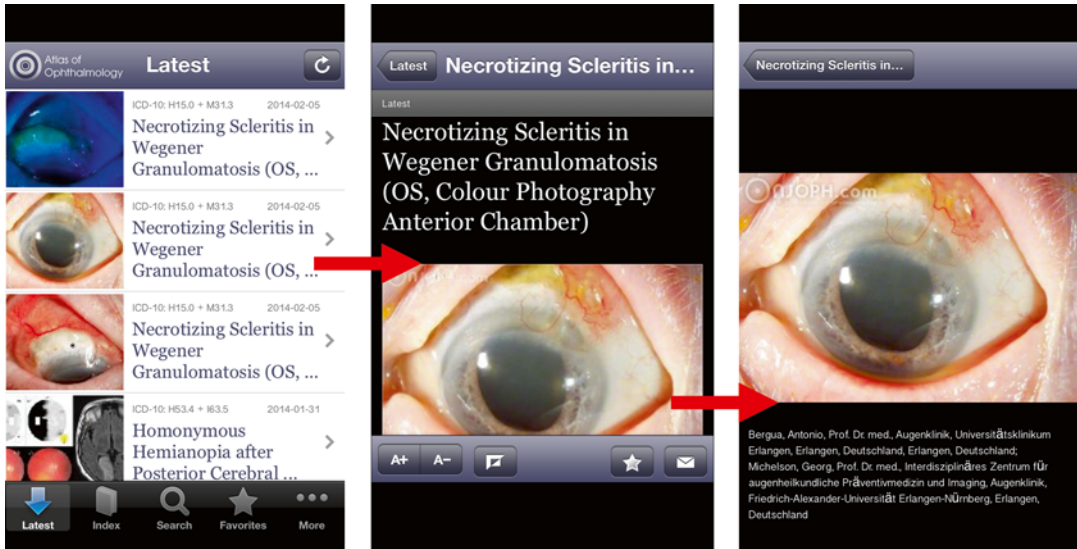 Atlas of
Ophthalmology
Latest
ICD-10: H15.0 + M31.3 2014-02-05
Necrotizing Scleritis in
Wegener
Granulomatosis (OS, ...
ICD-10: H15.0 + M31.3 2014-02-05
Necrotizing Scleritis in
Wegener
Granulomatosis (OS, ...
ICD-10: H15.0 + M31.3 2014-02-05
Necrotizing Scleritis in
Wegener
Granulomatosis (OS, ...
ICD-10: H53.4 + I63.5 2014-01-31
Homonymous
Hemianopia after
Posterior Cerebral ...
Latest Index Search Favorites More
Latest
Necrotizing Scleritis in...
Latest
Necrotizing Scleritis in
Wegener Granulomatosis
(OS, Colour Photography
Anterior Chamber)
A+ A-
Necrotizing Scleritis in...
ONJOPH.com
Bergua, Antonio, Prof. Dr. med., Augenklinik, Universitätsklinikum
Erlangen, Erlangen, Deutschland, Erlangen, Deutschland;
Michelson, Georg, Prof. Dr. med., Interdisziplinäres Zentrum für
augenheilkundliche Präventivmedizin und Imaging, Augenklinik,
Friedrich-Alexander-Universität Erlangen-Nürnberg, Erlangen,
Deutschland